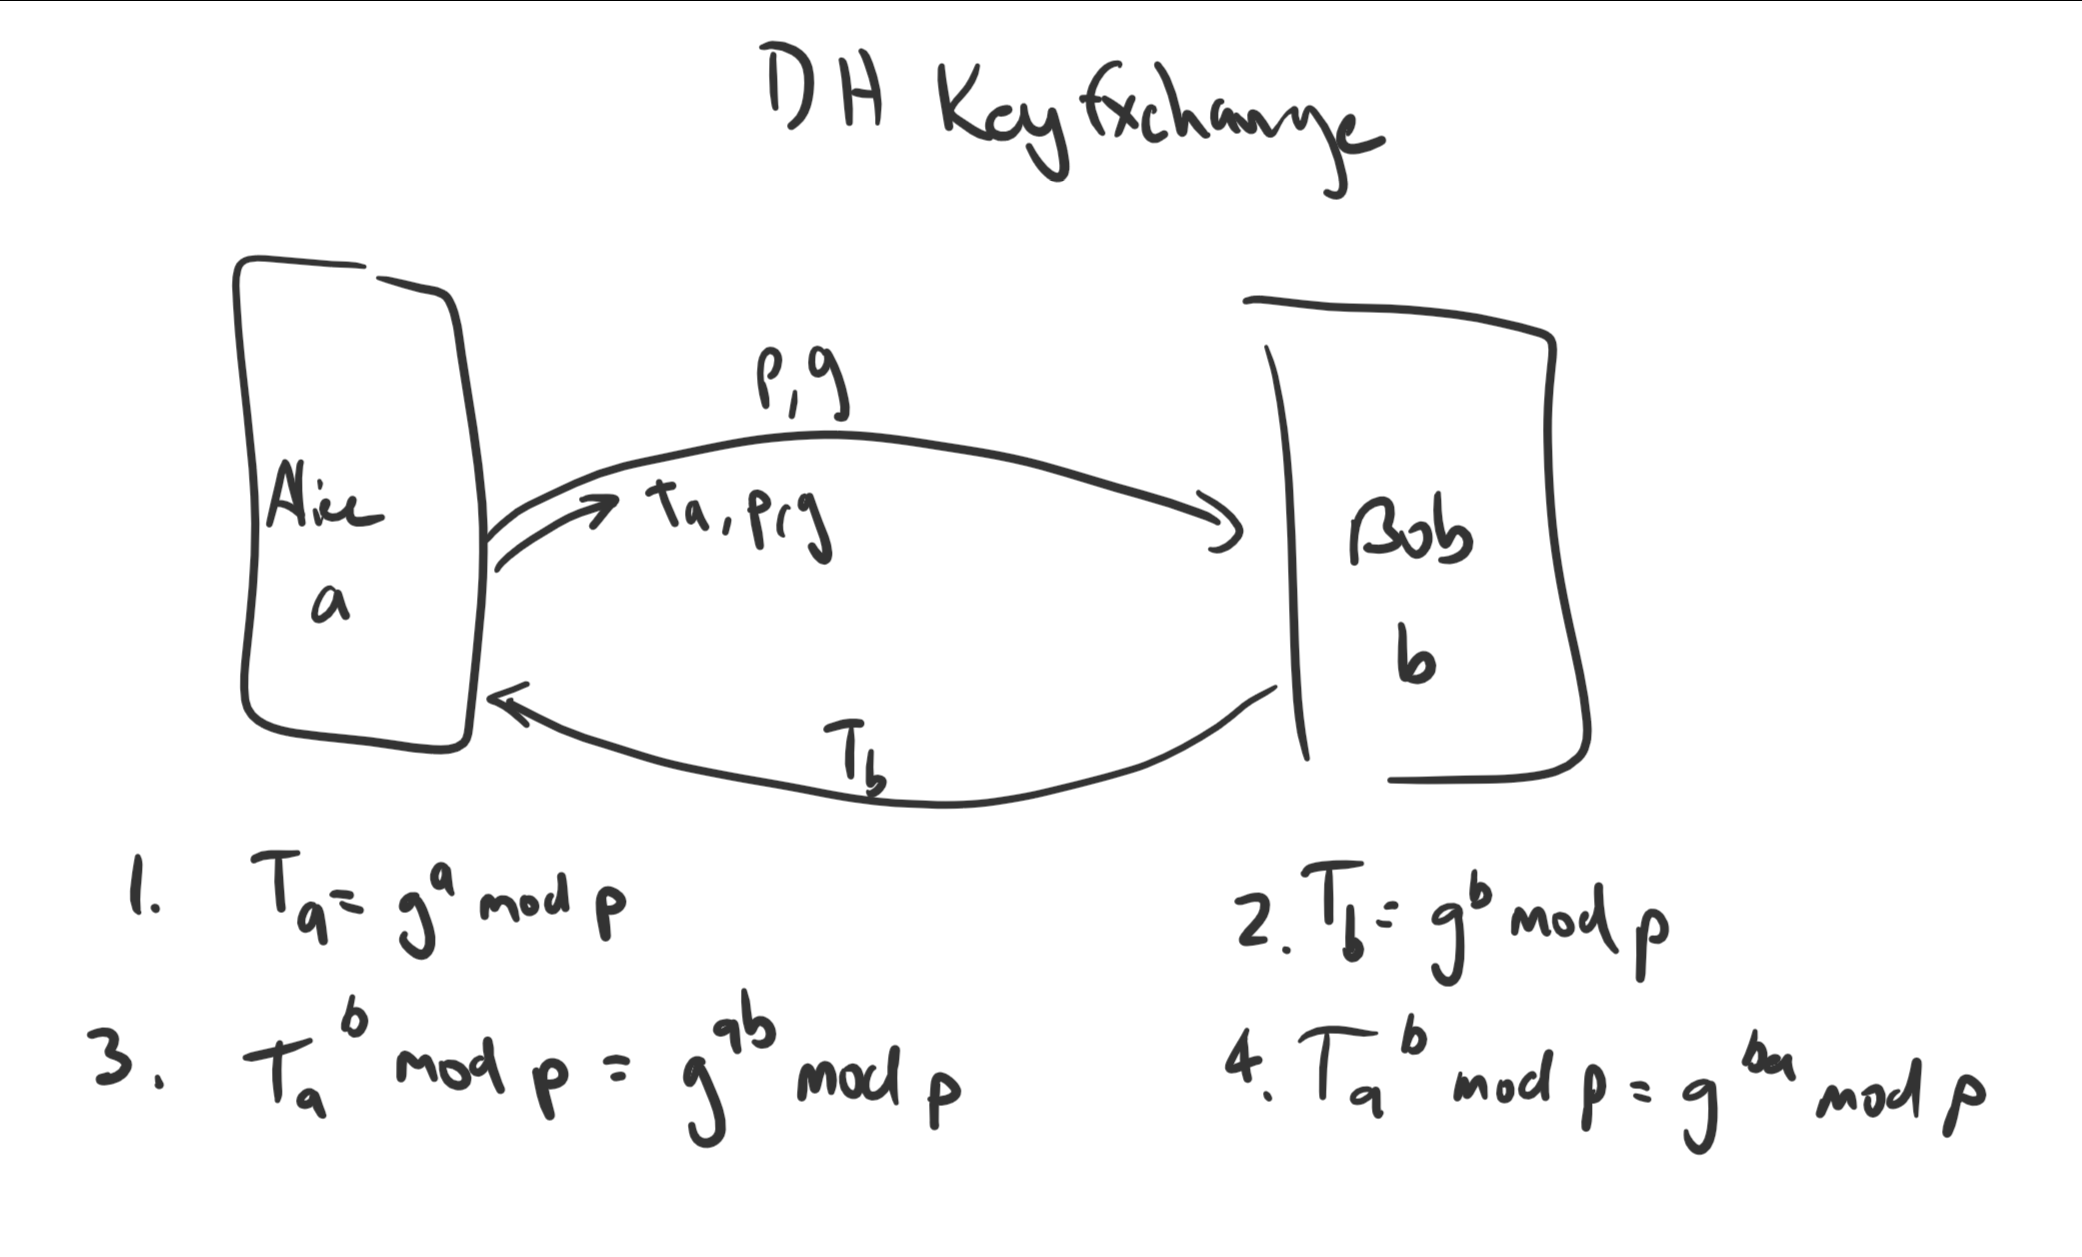 DH Key Exchange
p,g
Ta, p,g
Alice
a
Bob
b
T_b
1. T_a = g^a mod p
2. T_b = g^b mod p
3. T_a^b mod p = g^ab mod p
4. T_a^b mod p = g^ba mod p